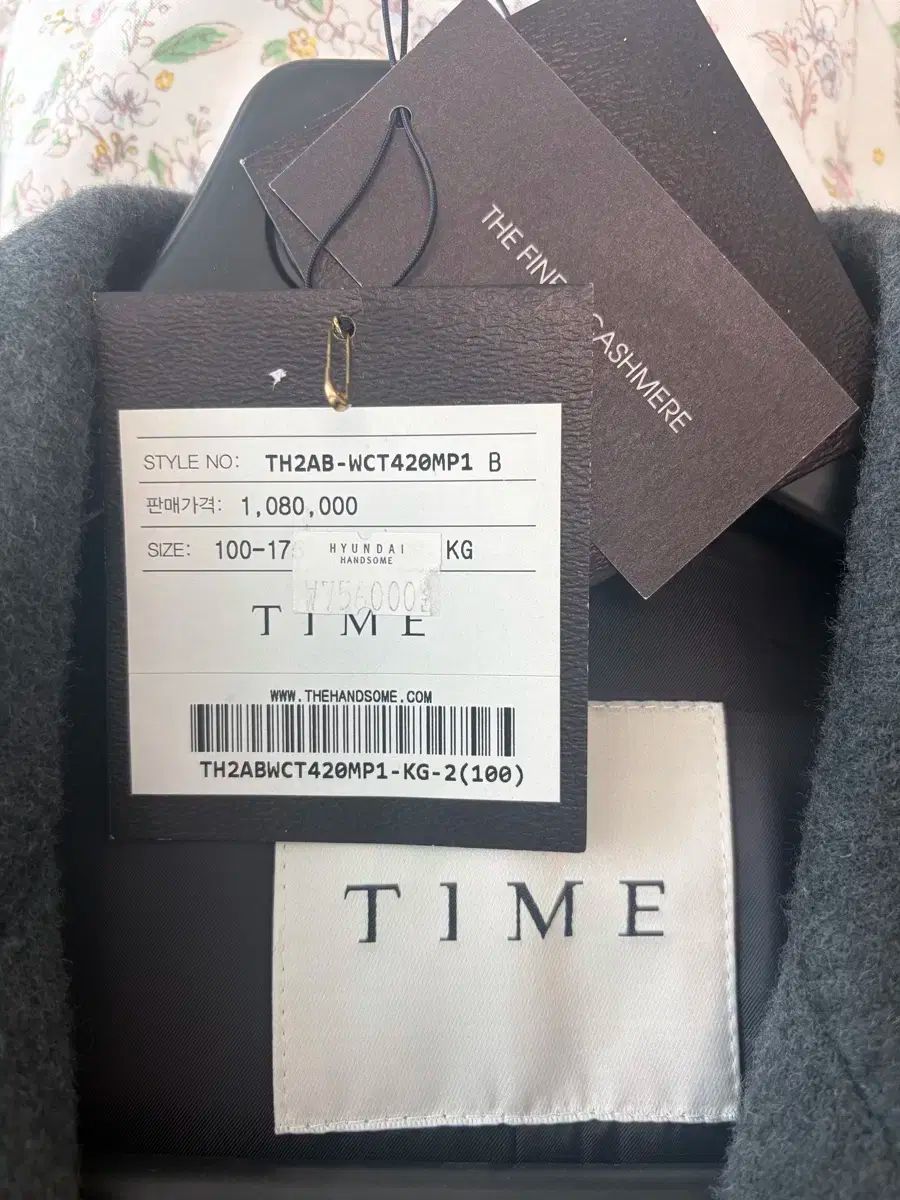 THE FINE
CASHMERE
STYLE NO: TH2AB-WCT420MP1 B
판매가격: 1,080,000
SIZE: 100-17 KG
HYUNDAI
HANDSOME
₩756000
TIME
WWW.THEHANDSOME.COM
TH2ABWCT420MP1-KG-2(100)
TIME